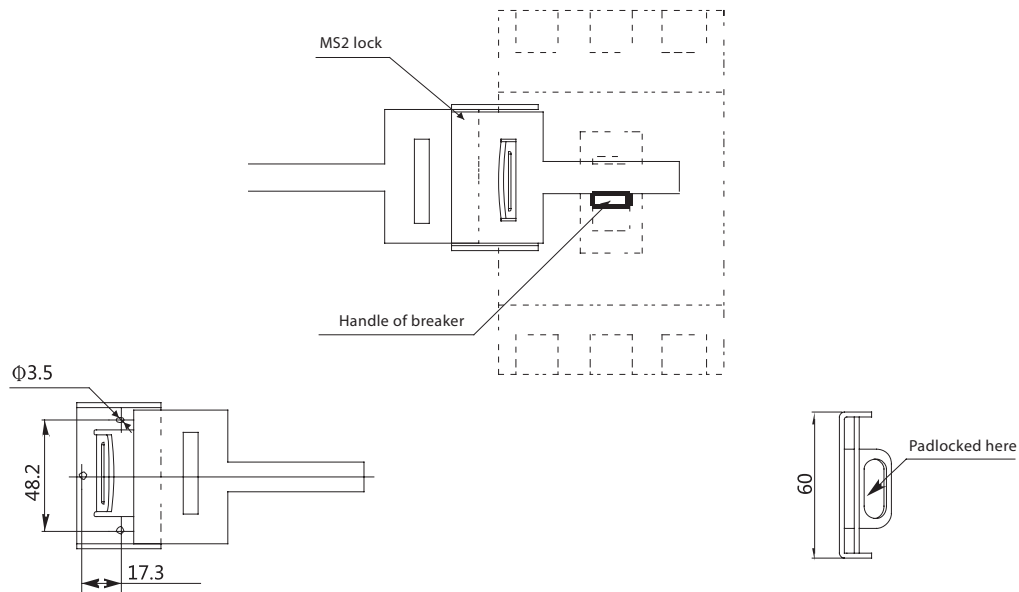 MS2 lock
Handle of breaker
Φ3.5
48.2
17.3
60
Padlocked here